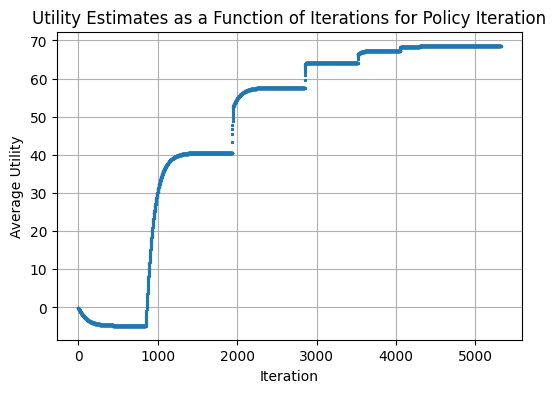 Utility Estimates as a Function of Iterations for Policy Iteration
70
60
50
40
30
20
10
0
Average Utility
0 1000 2000 3000 4000 5000
Iteration